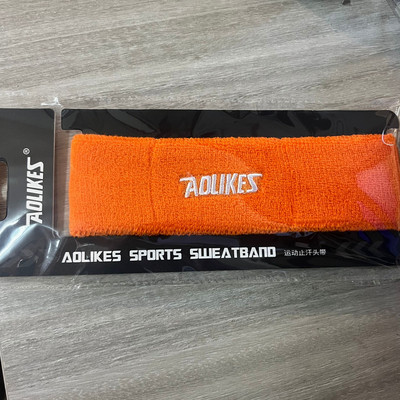 AOLIKES®
AOLIKES
AOLIKES SPORTS SWEATBAND 运动止汗头带